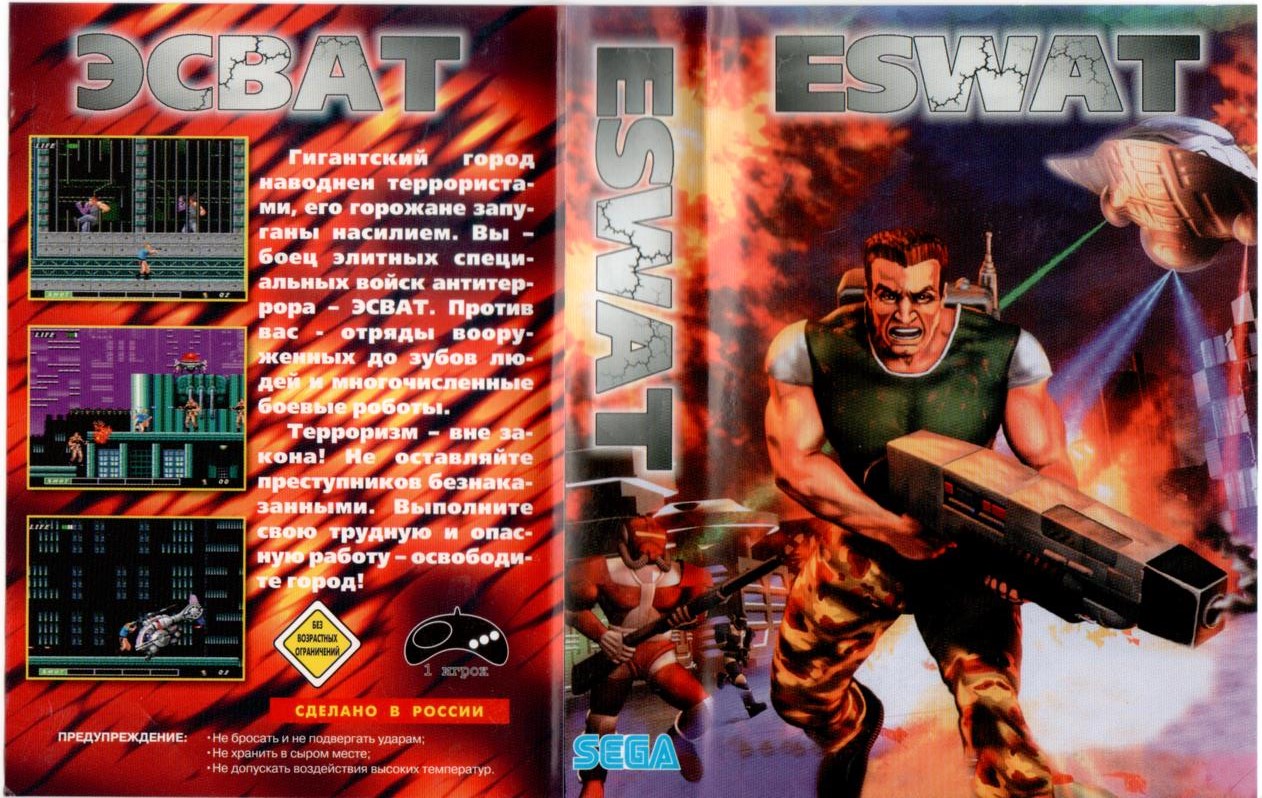 ЭСВАТ
Гигантский город
наводнен террориста-
ми, его горожане запу-
ганы насилием. Вы –
боец элитных специ-
альных войск антитер-
рора – ЭСВАТ. Против
вас - отряды воору-
женных до зубов лю-
дей и многочисленные
боевые роботы.
Терроризм – вне за-
кона! Не оставляйте
преступников безнака-
занными. Выполните
свою трудную и опас-
ную работу – освободи-
те город!
LIFE
SHOT
02
LIFE
SHOT
00
LIFE
SHOT
02
БЕЗ
ВОЗРАСТНЫХ
ОГРАНИЧЕНИЙ
1 игрок
СДЕЛАНО В РОССИИ
ПРЕДУПРЕЖДЕНИЕ: • Не бросать и не подвергать ударам;
• Не хранить в сыром месте;
• Не допускать воздействия высоких температур.
ESWAT
SEGA
ESWAT